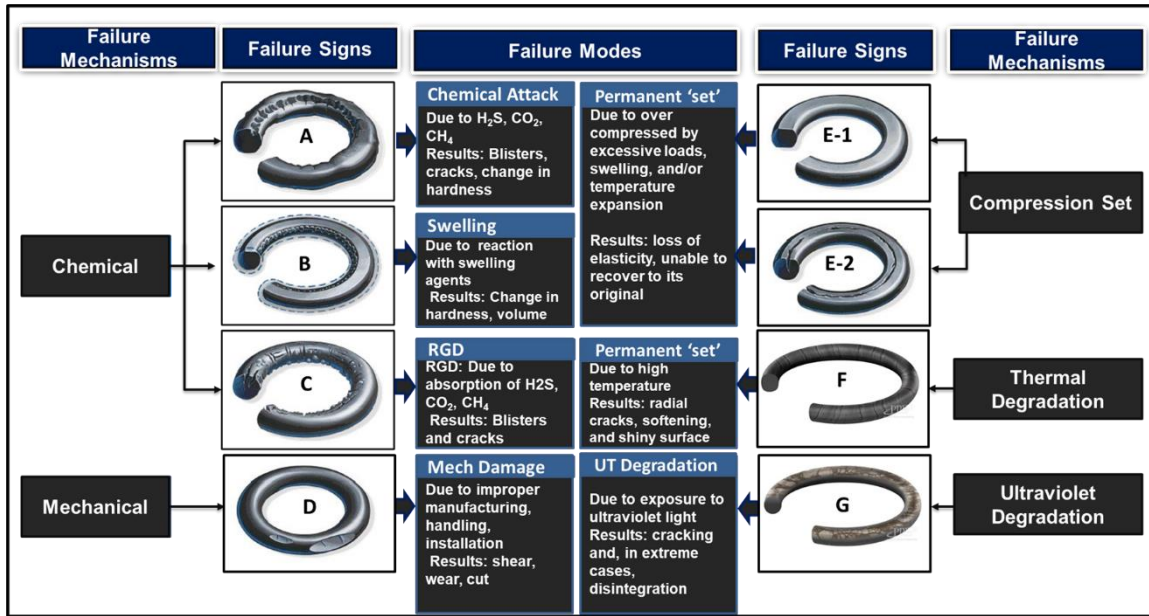 Failure
Mechanisms
Failure Signs
Failure Modes
Failure Signs
Failure
Mechanisms
Chemical
Mechanical
A
B
C
D
Chemical Attack
Due to H₂S, CO₂,
CH₄
Results: Blisters,
cracks, change in
hardness
Swelling
Due to reaction
with swelling
agents
Results: Change in
hardness, volume
RGD
RGD: Due to
absorption of H2S,
CO₂, CH₄
Results: Blisters
and cracks
Mech Damage
Due to improper
manufacturing,
handling,
installation
Results: shear,
wear, cut
Permanent ‘set’
Due to over
compressed by
excessive loads,
swelling, and/or
temperature
expansion
Results: loss of
elasticity, unable to
recover to its
original
Permanent ‘set’
Due to high
temperature
Results: radial
cracks, softening,
and shiny surface
UT Degradation
Due to exposure to
ultraviolet light
Results: cracking
and, in extreme
cases,
disintegration
E-1
E-2
F
G
Compression Set
Thermal
Degradation
Ultraviolet
Degradation